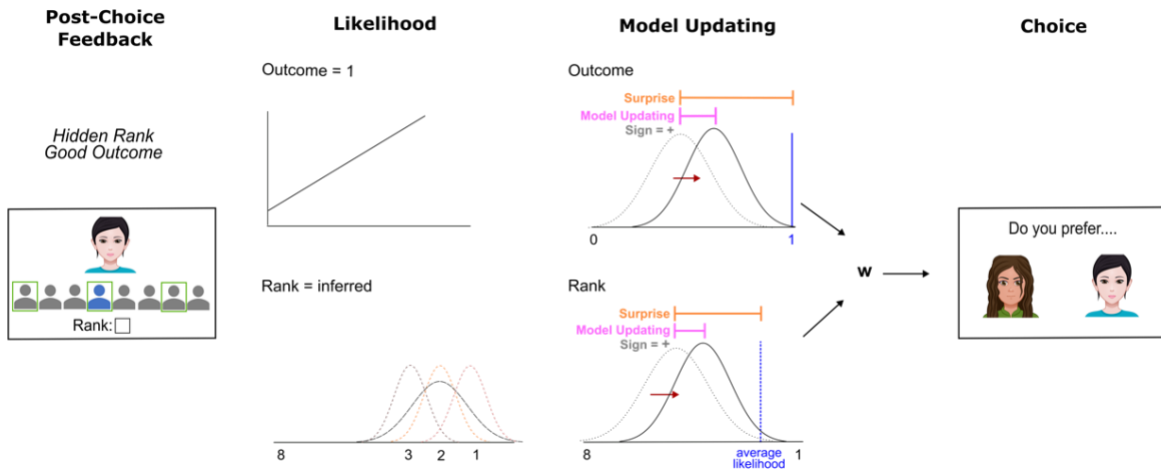 Post-Choice
Feedback
Likelihood
Model Updating
Choice
Hidden Rank
Good Outcome
Rank:
Outcome = 1
Rank = inferred
8
3
2
1
Outcome
Surprise
Model Updating
Sign = +
0
1
Rank
Surprise
Model Updating
Sign = +
8
average
likelihood
1
w
Do you prefer....